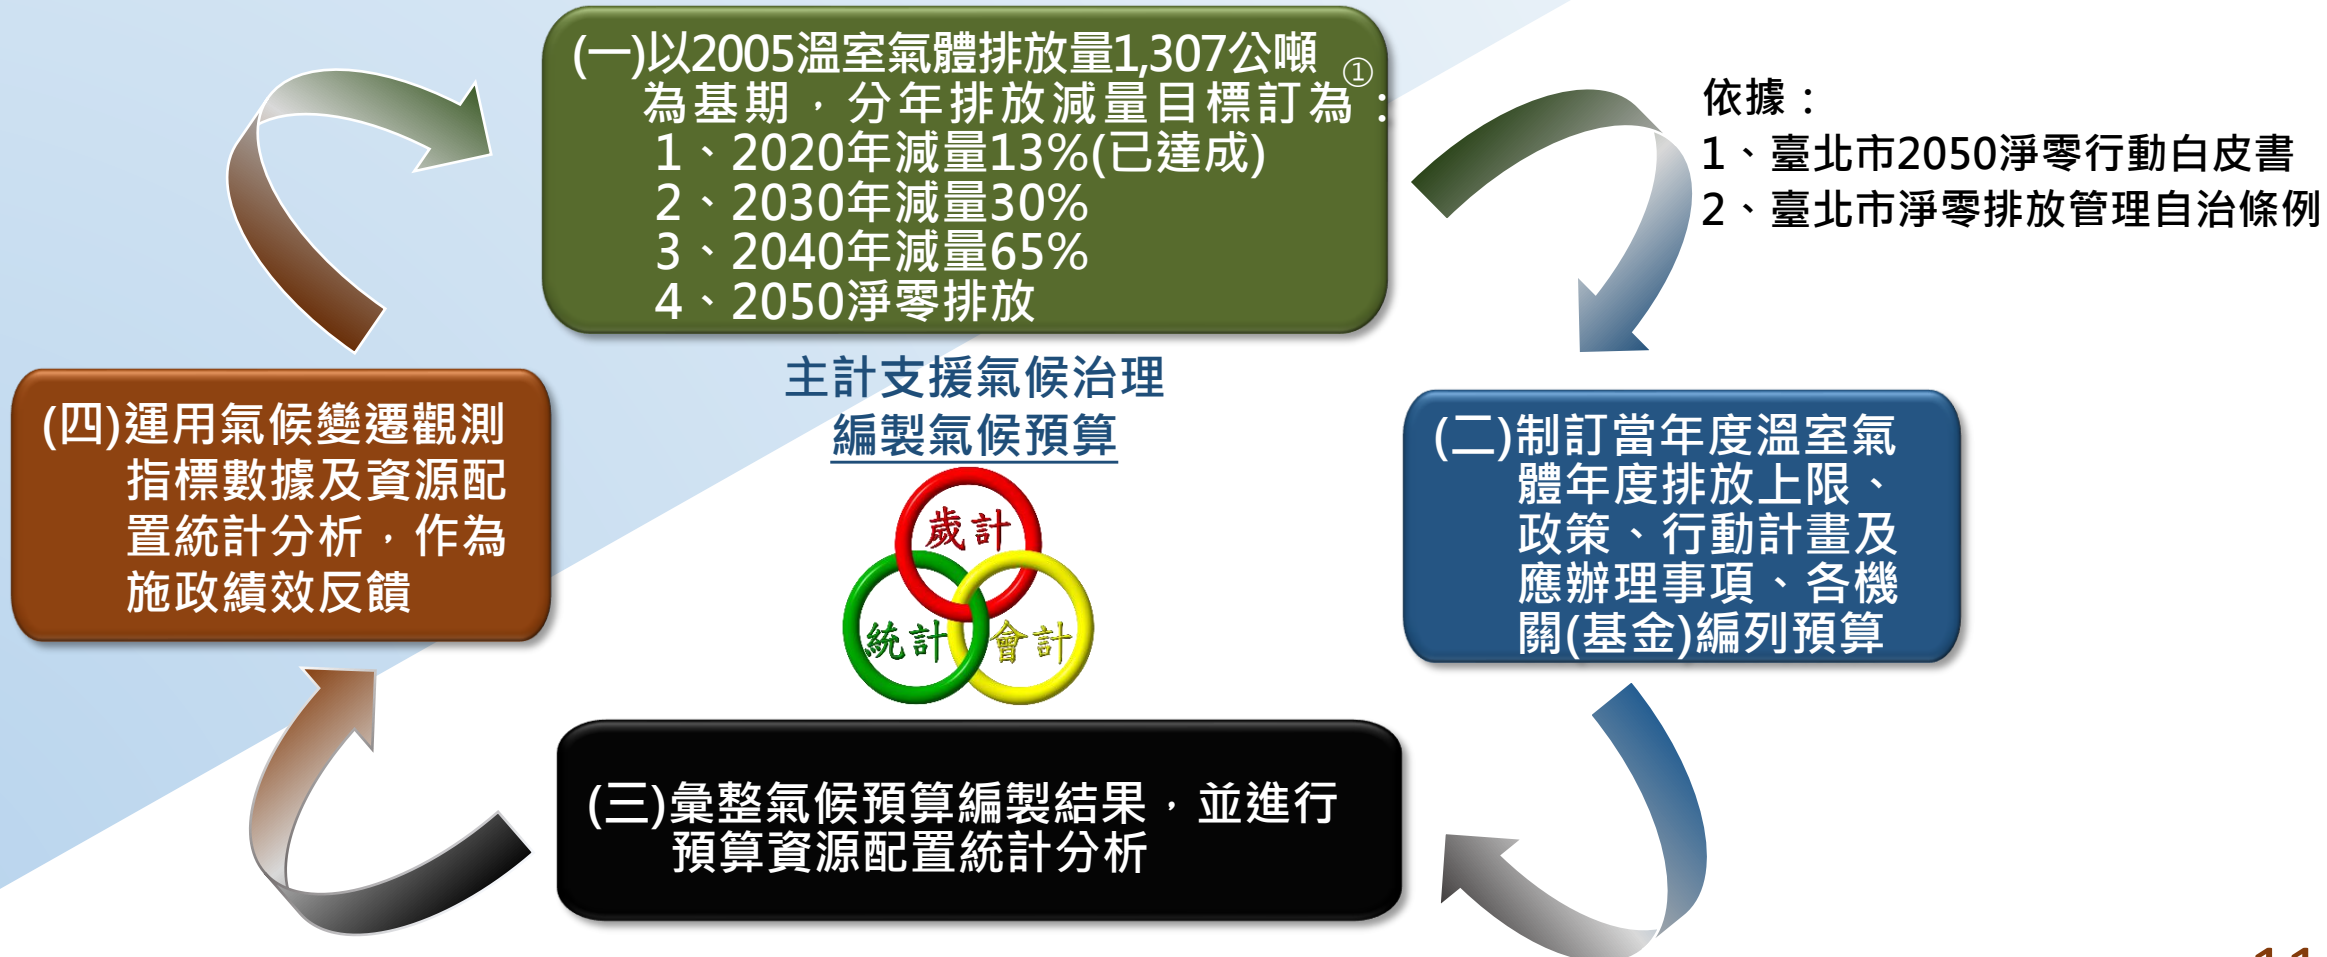 (一)以2005溫室氣體排放量1,307公噸①
為基期，分年排放減量目標訂為：
1、2020年減量13%(已達成)
2、2030年減量30%
3、2040年減量65%
4、2050淨零排放
依據：
1、臺北市2050淨零行動白皮書
2、臺北市淨零排放管理自治條例
主計支援氣候治理
編製氣候預算
歲計
統計
會計
(二)制訂當年度溫室氣
體年度排放上限、
政策、行動計畫及
應辦理事項、各機
關(基金)編列預算
(三)彙整氣候預算編製結果，並進行
預算資源配置統計分析
(四)運用氣候變遷觀測
指標數據及資源配
置統計分析，作為
施政績效反饋